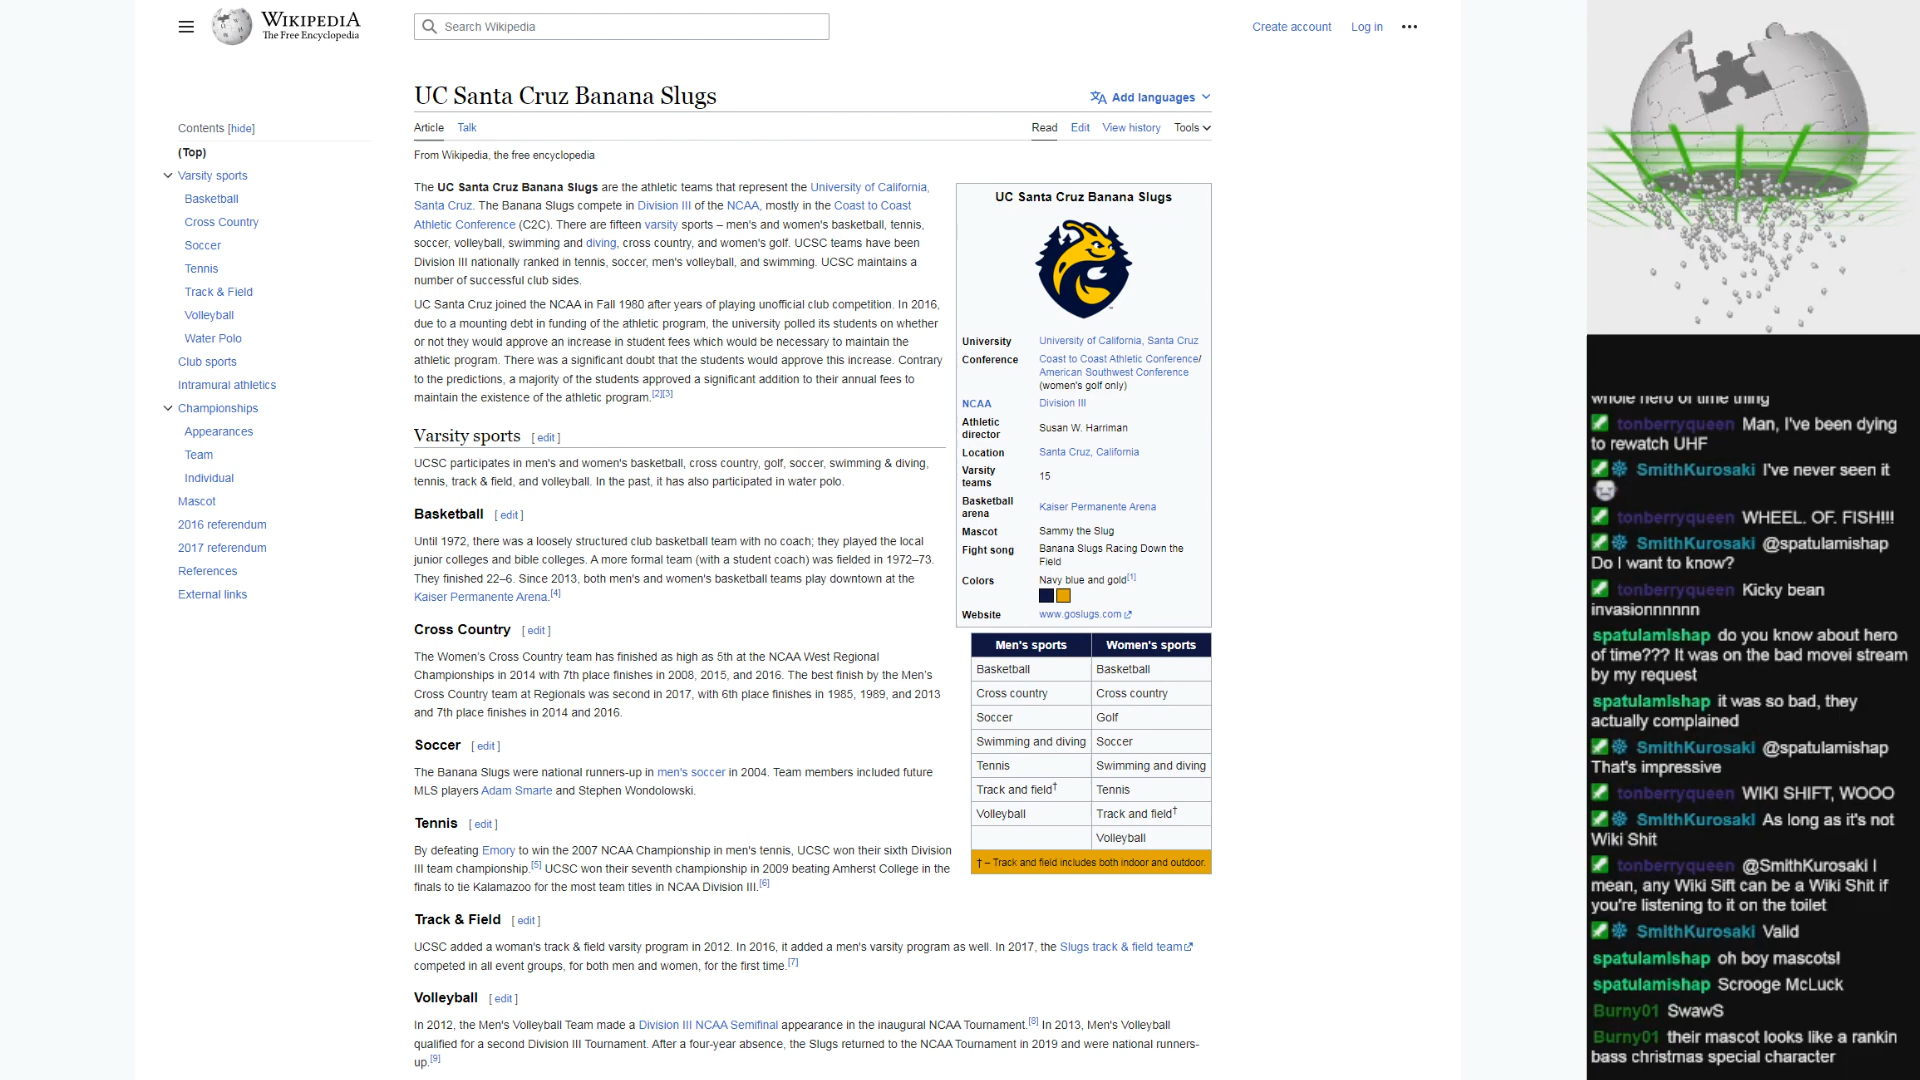 WIKIPEDIA
The Free Encyclopedia
Search Wikipedia
Create account
Log in
UC Santa Cruz Banana Slugs
Add languages
Article
Talk
Read
Edit
View history
Tools
From Wikipedia, the free encyclopedia
Contents [hide]
(Top)
Varsity sports
Basketball
Cross Country
Soccer
Tennis
Track & Field
Volleyball
Water Polo
Club sports
Intramural athletics
Championships
Appearances
Team
Individual
Mascot
2016 referendum
2017 referendum
References
External links
The UC Santa Cruz Banana Slugs are the athletic teams that represent the University of California,
Santa Cruz. The Banana Slugs compete in Division III of the NCAA, mostly in the Coast to Coast
Athletic Conference (C2C). There are fifteen varsity sports – men's and women's basketball, tennis,
soccer, volleyball, swimming and diving, cross country, and women's golf. UCSC teams have been
Division III nationally ranked in tennis, soccer, men's volleyball, and swimming. UCSC maintains a
number of successful club sides.
UC Santa Cruz joined the NCAA in Fall 1980 after years of playing unofficial club competition. In 2016,
due to a mounting debt in funding of the athletic program, the university polled its students on whether
or not they would approve an increase in student fees which would be necessary to maintain the
athletic program. There was a significant doubt that the students would approve this increase. Contrary
to the predictions, a majority of the students approved a significant addition to their annual fees to
maintain the existence of the athletic program.[2][3]
Varsity sports [ edit ]
UCSC participates in men's and women's basketball, cross country, golf, soccer, swimming & diving,
tennis, track & field, and volleyball. In the past, it has also participated in water polo.
Basketball [ edit ]
Until 1972, there was a loosely structured club basketball team with no coach; they played the local
junior colleges and bible colleges. A more formal team (with a student coach) was fielded in 1972–73.
They finished 22–6. Since 2013, both men's and women's basketball teams play downtown at the
Kaiser Permanente Arena.[4]
Cross Country [ edit ]
The Women's Cross Country team has finished as high as 5th at the NCAA West Regional
Championships in 2014 with 7th place finishes in 2008, 2015, and 2016. The best finish by the Men's
Cross Country team at Regionals was second in 2017, with 6th place finishes in 1985, 1989, and 2013
and 7th place finishes in 2014 and 2016.
Soccer [ edit ]
The Banana Slugs were national runners-up in men's soccer in 2004. Team members included future
MLS players Adam Smarte and Stephen Wondolowski.
Tennis [ edit ]
By defeating Emory to win the 2007 NCAA Championship in men's tennis, UCSC won their sixth Division
III team championship.[5] UCSC won their seventh championship in 2009 beating Amherst College in the
finals to tie Kalamazoo for the most team titles in NCAA Division III.[6]
Track & Field [ edit ]
UCSC added a woman's track & field varsity program in 2012. In 2016, it added a men's varsity program as well. In 2017, the Slugs track & field team
competed in all event groups, for both men and women, for the first time.[7]
Volleyball [ edit ]
In 2012, the Men's Volleyball Team made a Division III NCAA Semifinal appearance in the inaugural NCAA Tournament.[8] In 2013, Men's Volleyball
qualified for a second Division III Tournament. After a four-year absence, the Slugs returned to the NCAA Tournament in 2019 and were national runners-
up.[9]
UC Santa Cruz Banana Slugs
University University of California, Santa Cruz
Conference Coast to Coast Athletic Conference/
American Southwest Conference
(women's golf only)
NCAA Division III
Athletic director Susan W. Harriman
Location Santa Cruz, California
Varsity teams 15
Basketball arena Kaiser Permanente Arena
Mascot Sammy the Slug
Fight song Banana Slugs Racing Down the
Field
Colors Navy blue and gold[1]
Website www.goslugs.com
Men's sports Women's sports
Basketball Basketball
Cross country Cross country
Soccer Golf
Swimming and diving Soccer
Tennis Swimming and diving
Track and field† Tennis
Volleyball Track and field†
Volleyball
† – Track and field includes both indoor and outdoor.
whole hero of time thing
tonberryqueen Man, I've been dying
to rewatch UHF
SmithKurosaki I've never seen it
tonberryqueen WHEEL. OF. FISH!!!
SmithKurosaki @spatulamishap
Do I want to know?
tonberryqueen Kicky bean
invasionnnnnn
spatulamishap do you know about hero
of time??? It was on the bad movei stream
by my request
spatulamishap it was so bad, they
actually complained
SmithKurosaki @spatulamishap
That's impressive
tonberryqueen WIKI SHIFT, WOOO
SmithKurosaki As long as it's not
Wiki Shit
tonberryqueen @SmithKurosaki I
mean, any Wiki Sift can be a Wiki Shit if
you're listening to it on the toilet
SmithKurosaki Valid
spatulamishap oh boy mascots!
spatulamishap Scrooge McLuck
Burny01 SwawS
Burny01 their mascot looks like a rankin
bass christmas special character